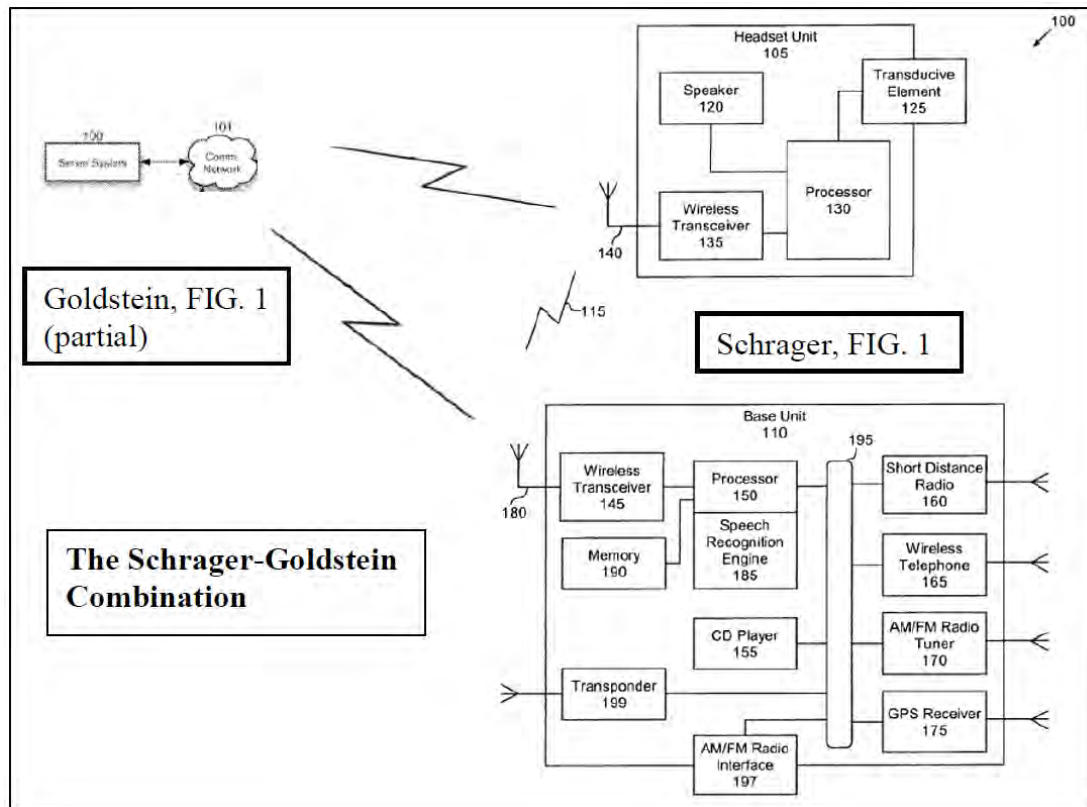 100
Headset Unit
105
Speaker
120
Transducive
Element
125
Processor
130
Wireless
Transceiver
135
140
100
Server System
101
Comm.
Network
Goldstein, FIG. 1
(partial)
115
Schrager, FIG. 1
Base Unit
110
195
180
Wireless
Transceiver
145
Processor
150
Short Distance
Radio
160
Memory
190
Speech
Recognition
Engine
185
Wireless
Telephone
165
The Schrager-Goldstein
Combination
CD Player
155
AM/FM Radio
Tuner
170
Transponder
199
GPS Receiver
175
AM/FM Radio
Interface
197